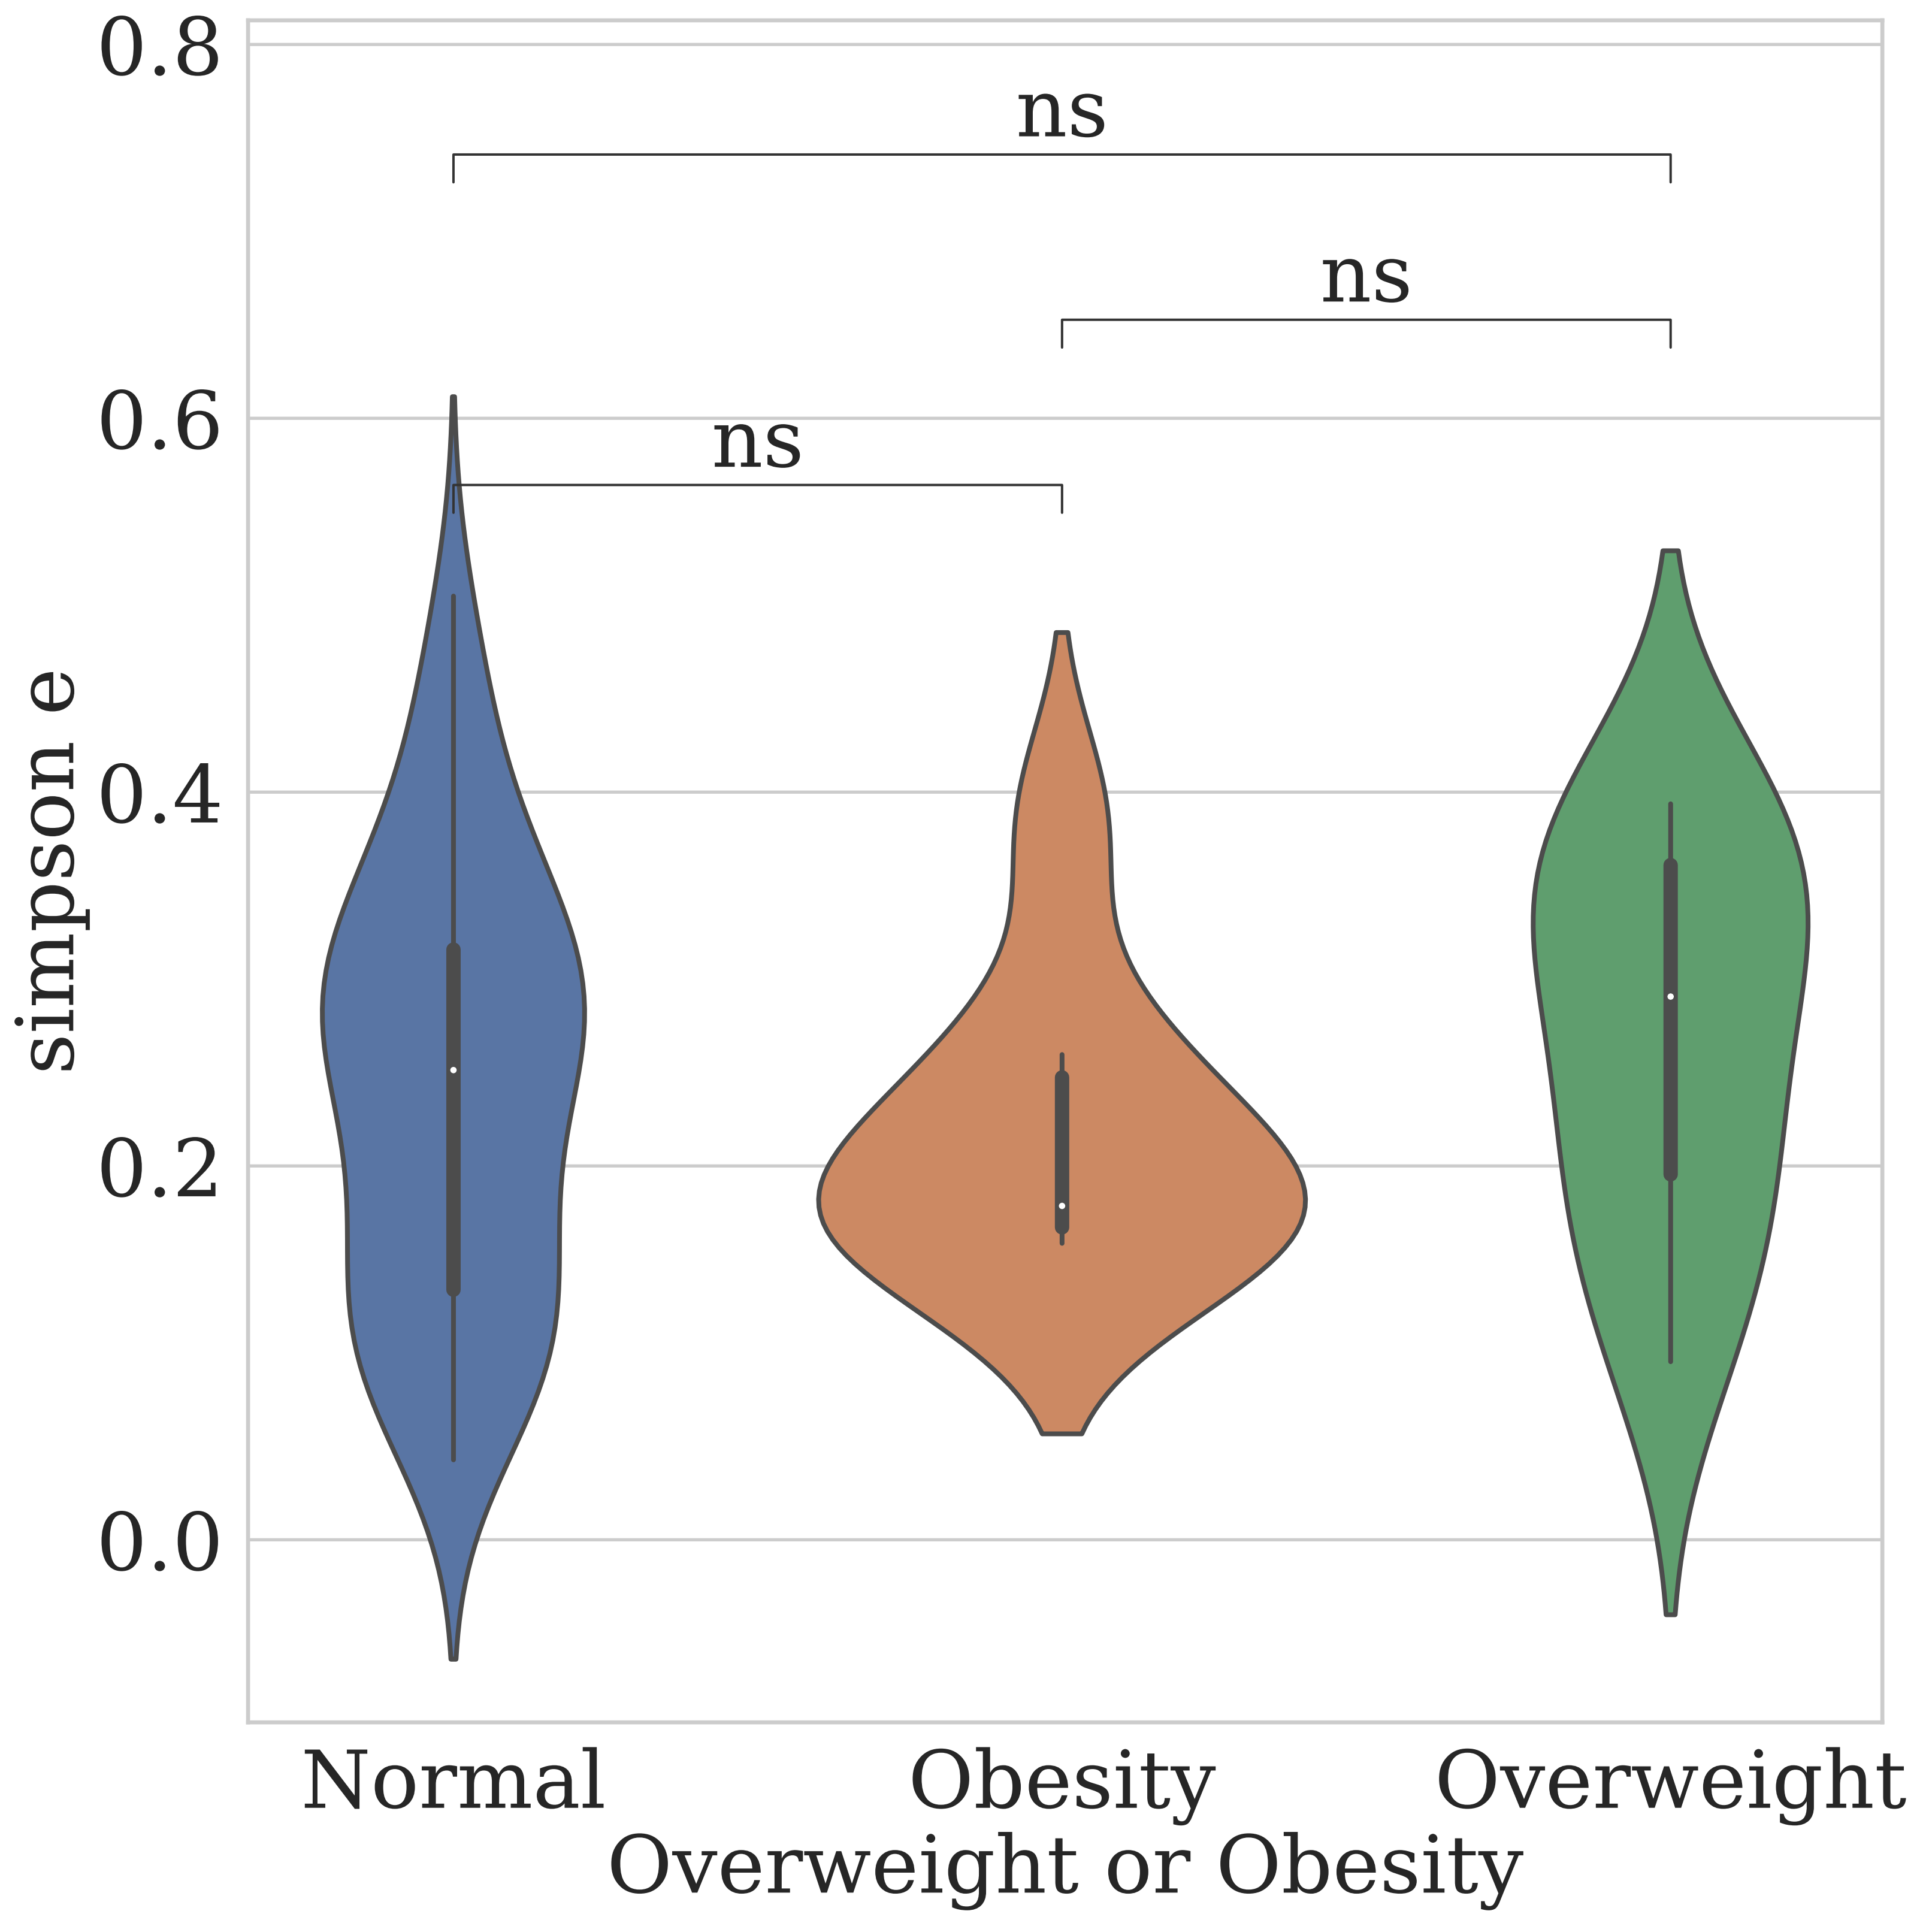 0.8
ns
ns
0.6
ns
simpson e
0.4
0.2
0.0
Normal Obesity Overweight
Overweight or Obesity